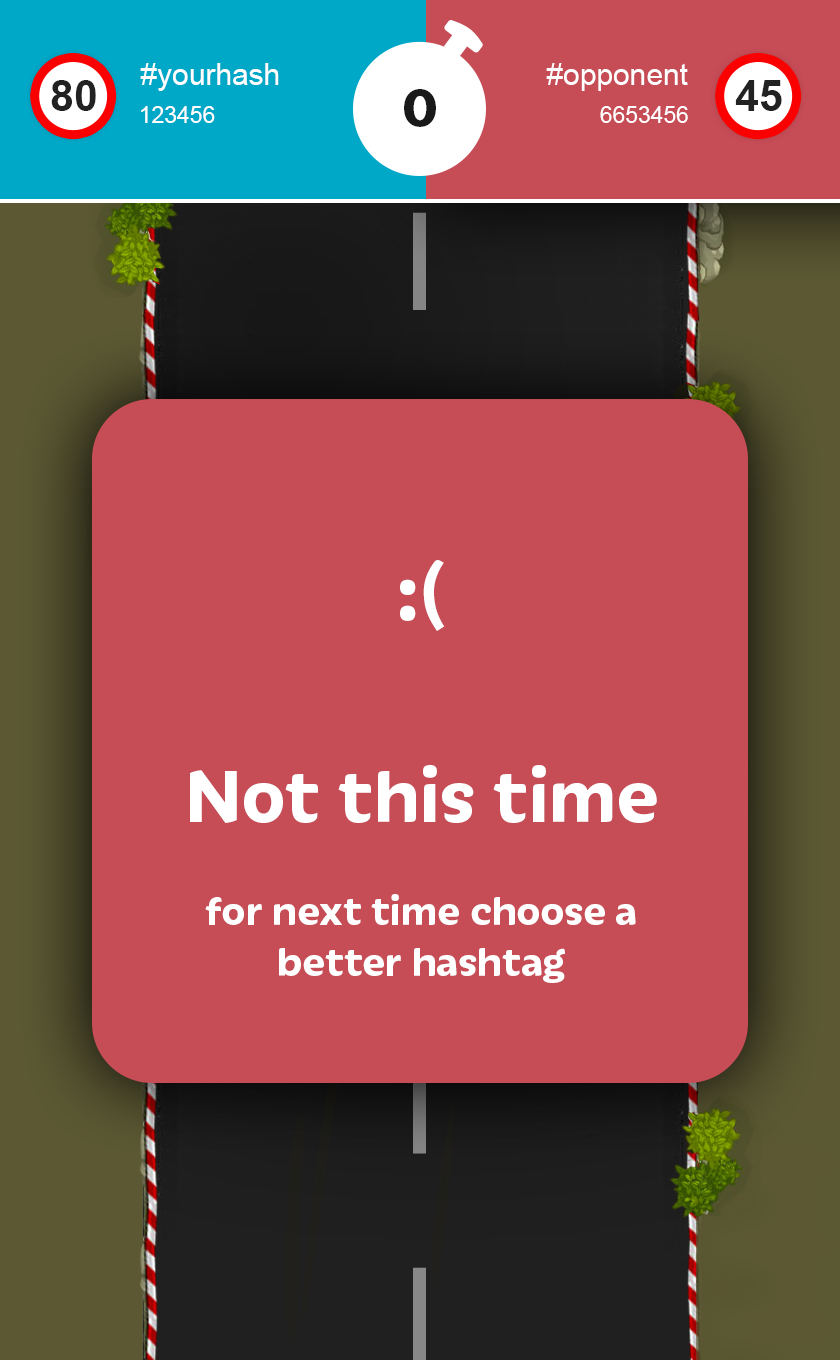 80
#yourhash
123456
0
#opponent
6653456
45
:(
Not this time
for next time choose a
better hashtag